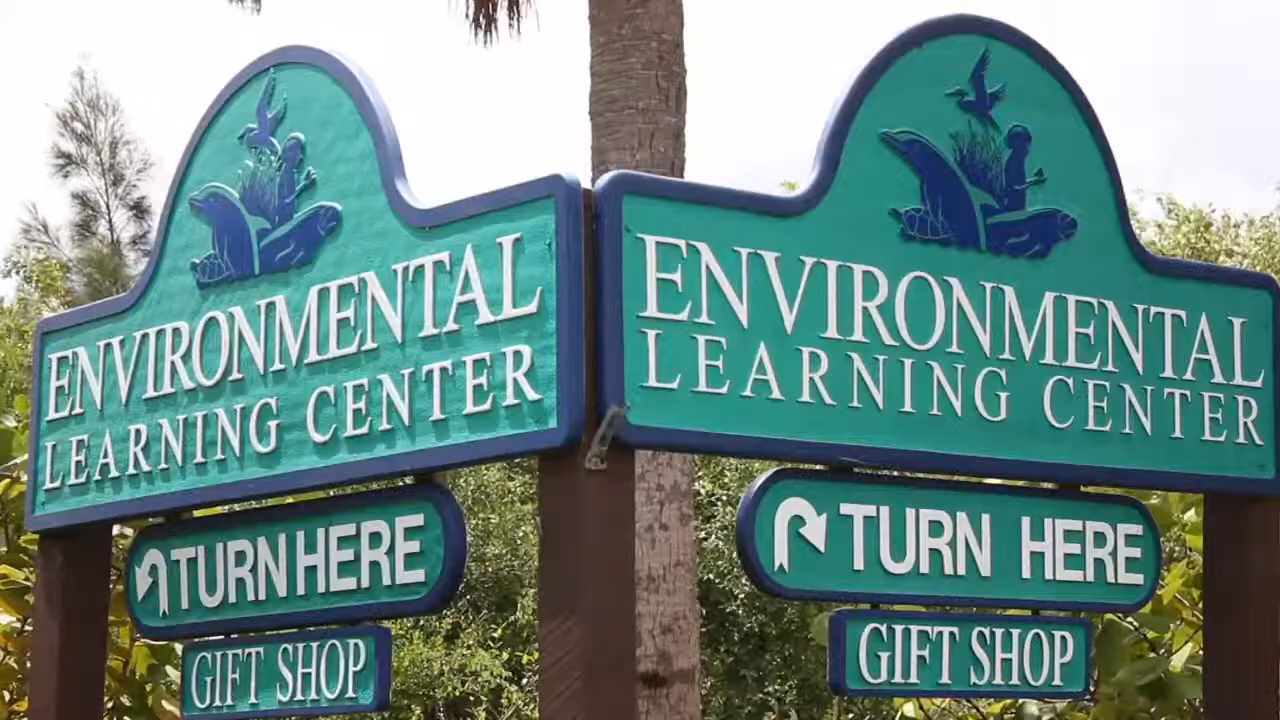 ENVIRONMENTAL
LEARNING CENTER
TURN HERE
GIFT SHOP
ENVIRONMENTAL
LEARNING CENTER
TURN HERE
GIFT SHOP